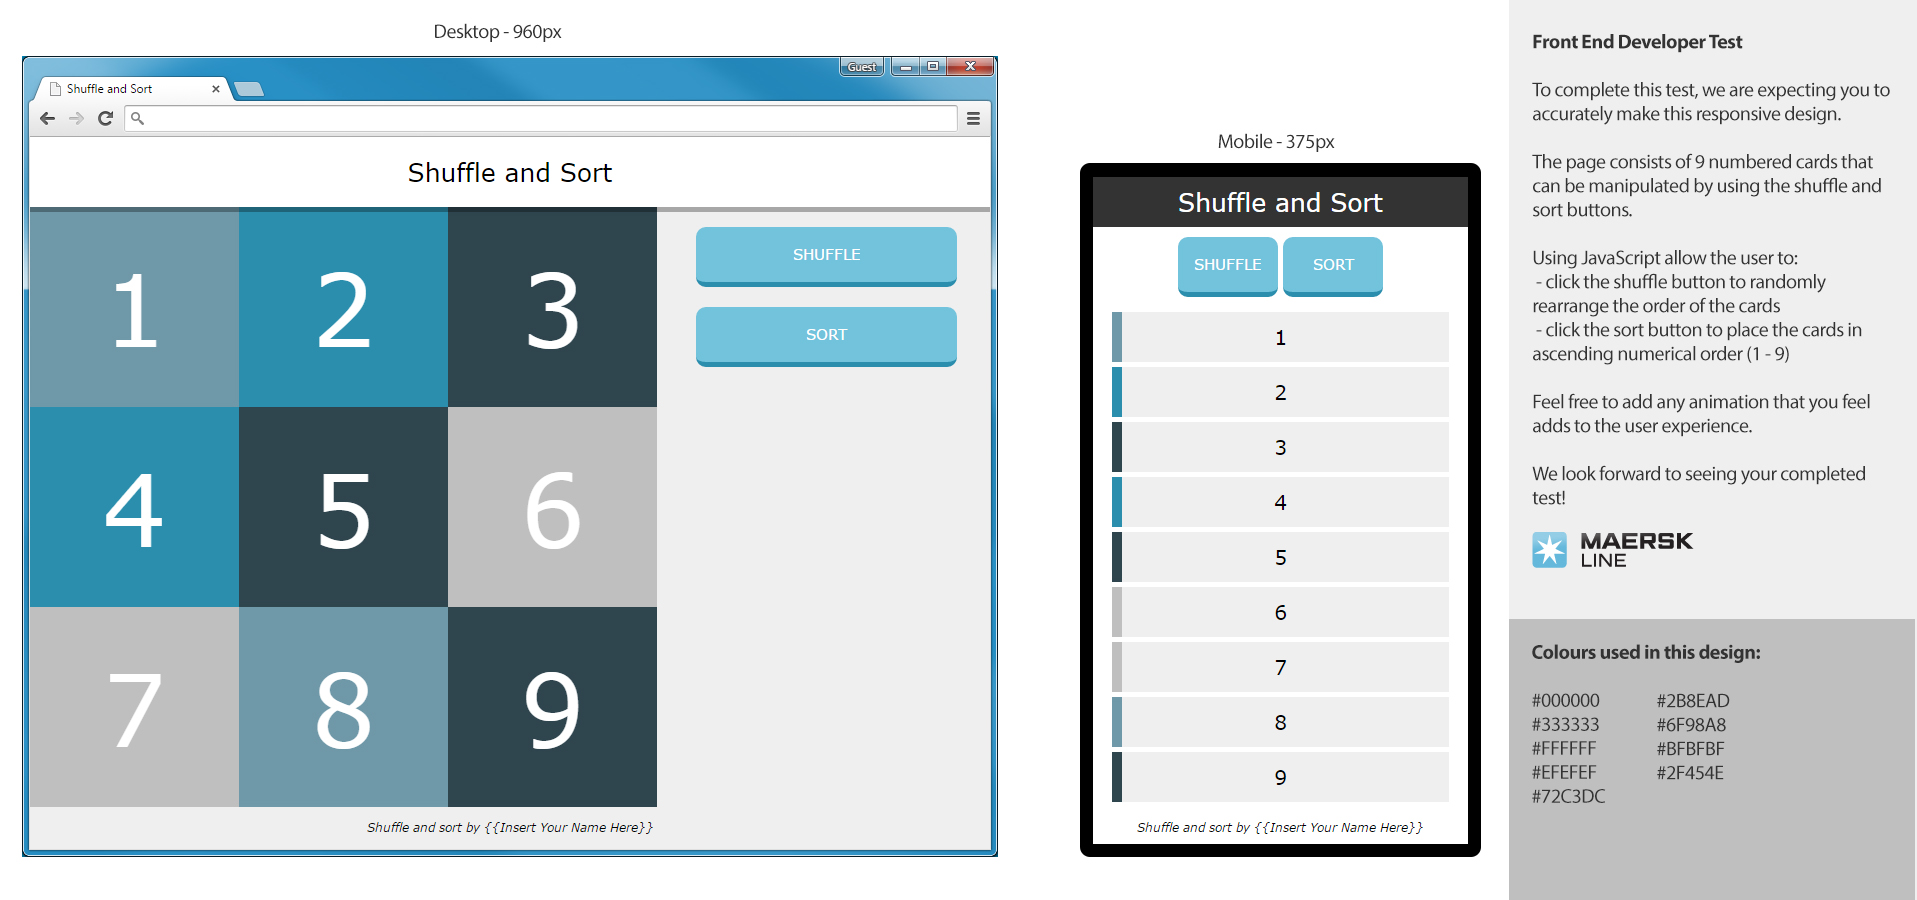 Desktop - 960px
Guest
Shuffle and Sort
Shuffle and Sort
1
2
3
SHUFFLE
SORT
4
5
6
7
8
9
Shuffle and sort by {{Insert Your Name Here}}
Mobile - 375px
Shuffle and Sort
SHUFFLE
SORT
1
2
3
4
5
6
7
8
9
Shuffle and sort by {{Insert Your Name Here}}
Front End Developer Test
To complete this test, we are expecting you to
accurately make this responsive design.
The page consists of 9 numbered cards that
can be manipulated by using the shuffle and
sort buttons.
Using JavaScript allow the user to:
- click the shuffle button to randomly
rearrange the order of the cards
- click the sort button to place the cards in
ascending numerical order (1 - 9)
Feel free to add any animation that you feel
adds to the user experience.
We look forward to seeing your completed
test!
MAERSK
LINE
Colours used in this design:
#000000
#333333
#FFFFFF
#EFEFEF
#72C3DC
#2B8EAD
#6F98A8
#BFBFBF
#2F454E